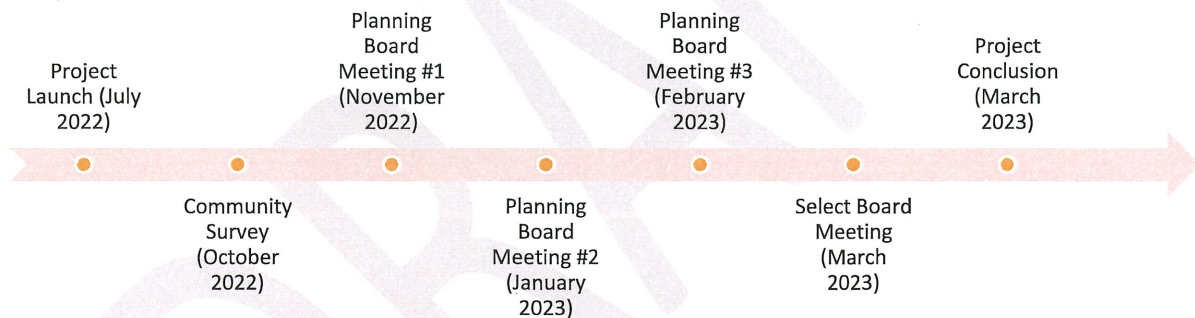 Project
Launch (July
2022)
Community
Survey
(October
2022)
Planning
Board
Meeting #1
(November
2022)
Planning
Board
Meeting #2
(January
2023)
Planning
Board
Meeting #3
(February
2023)
Select Board
Meeting
(March
2023)
Project
Conclusion
(March
2023)